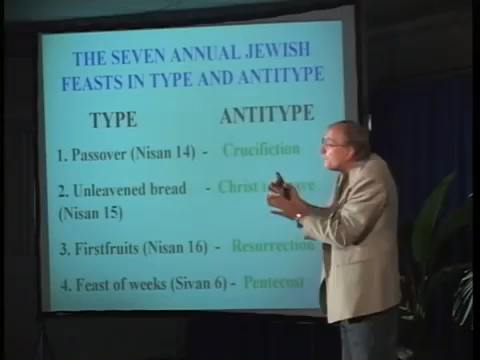 THE SEVEN ANNUAL JEWISH
FEASTS IN TYPE AND ANTITYPE
TYPE ANTITYPE
1. Passover (Nisan 14) - Crucifiction
2. Unleavened bread - Christ
(Nisan 15)
3. Firstfruits (Nisan 16) - Resurrection
4. Feast of weeks (Sivan 6) - Pentecost